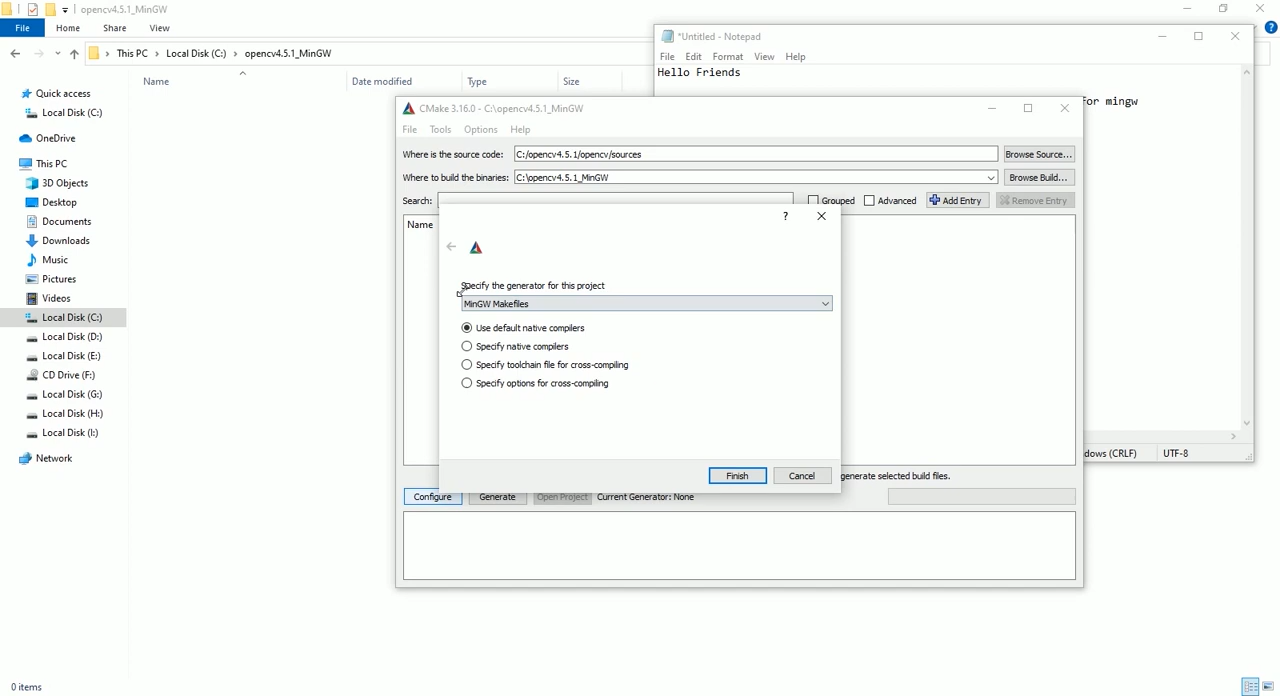 opencv4.5.1_MinGW
File Home Share View
This PC Local Disk (C:) opencv4.5.1_MinGW
Name Date modified Type Size
Quick access
Local Disk (C:)
OneDrive
This PC
3D Objects
Desktop
Documents
Downloads
Music
Pictures
Videos
Local Disk (C:)
Local Disk (D:)
Local Disk (E:)
CD Drive (F:)
Local Disk (G:)
Local Disk (H:)
Local Disk (I:)
Network
0 items
*Untitled - Notepad
File Edit Format View Help
Hello Friends
for mingw
dows (CRLF) UTF-8
CMake 3.16.0 - C:\opencv4.5.1_MinGW
File Tools Options Help
Where is the source code: C:/opencv4.5.1/opencv/sources Browse Source...
Where to build the binaries: C:\opencv4.5.1_MinGW Browse Build...
Search: Grouped Advanced Add Entry Remove Entry
Name
Specify the generator for this project
MinGW Makefiles
Use default native compilers
Specify native compilers
Specify toolchain file for cross-compiling
Specify options for cross-compiling
Finish Cancel
generate selected build files.
Configure Generate Open Project Current Generator: None